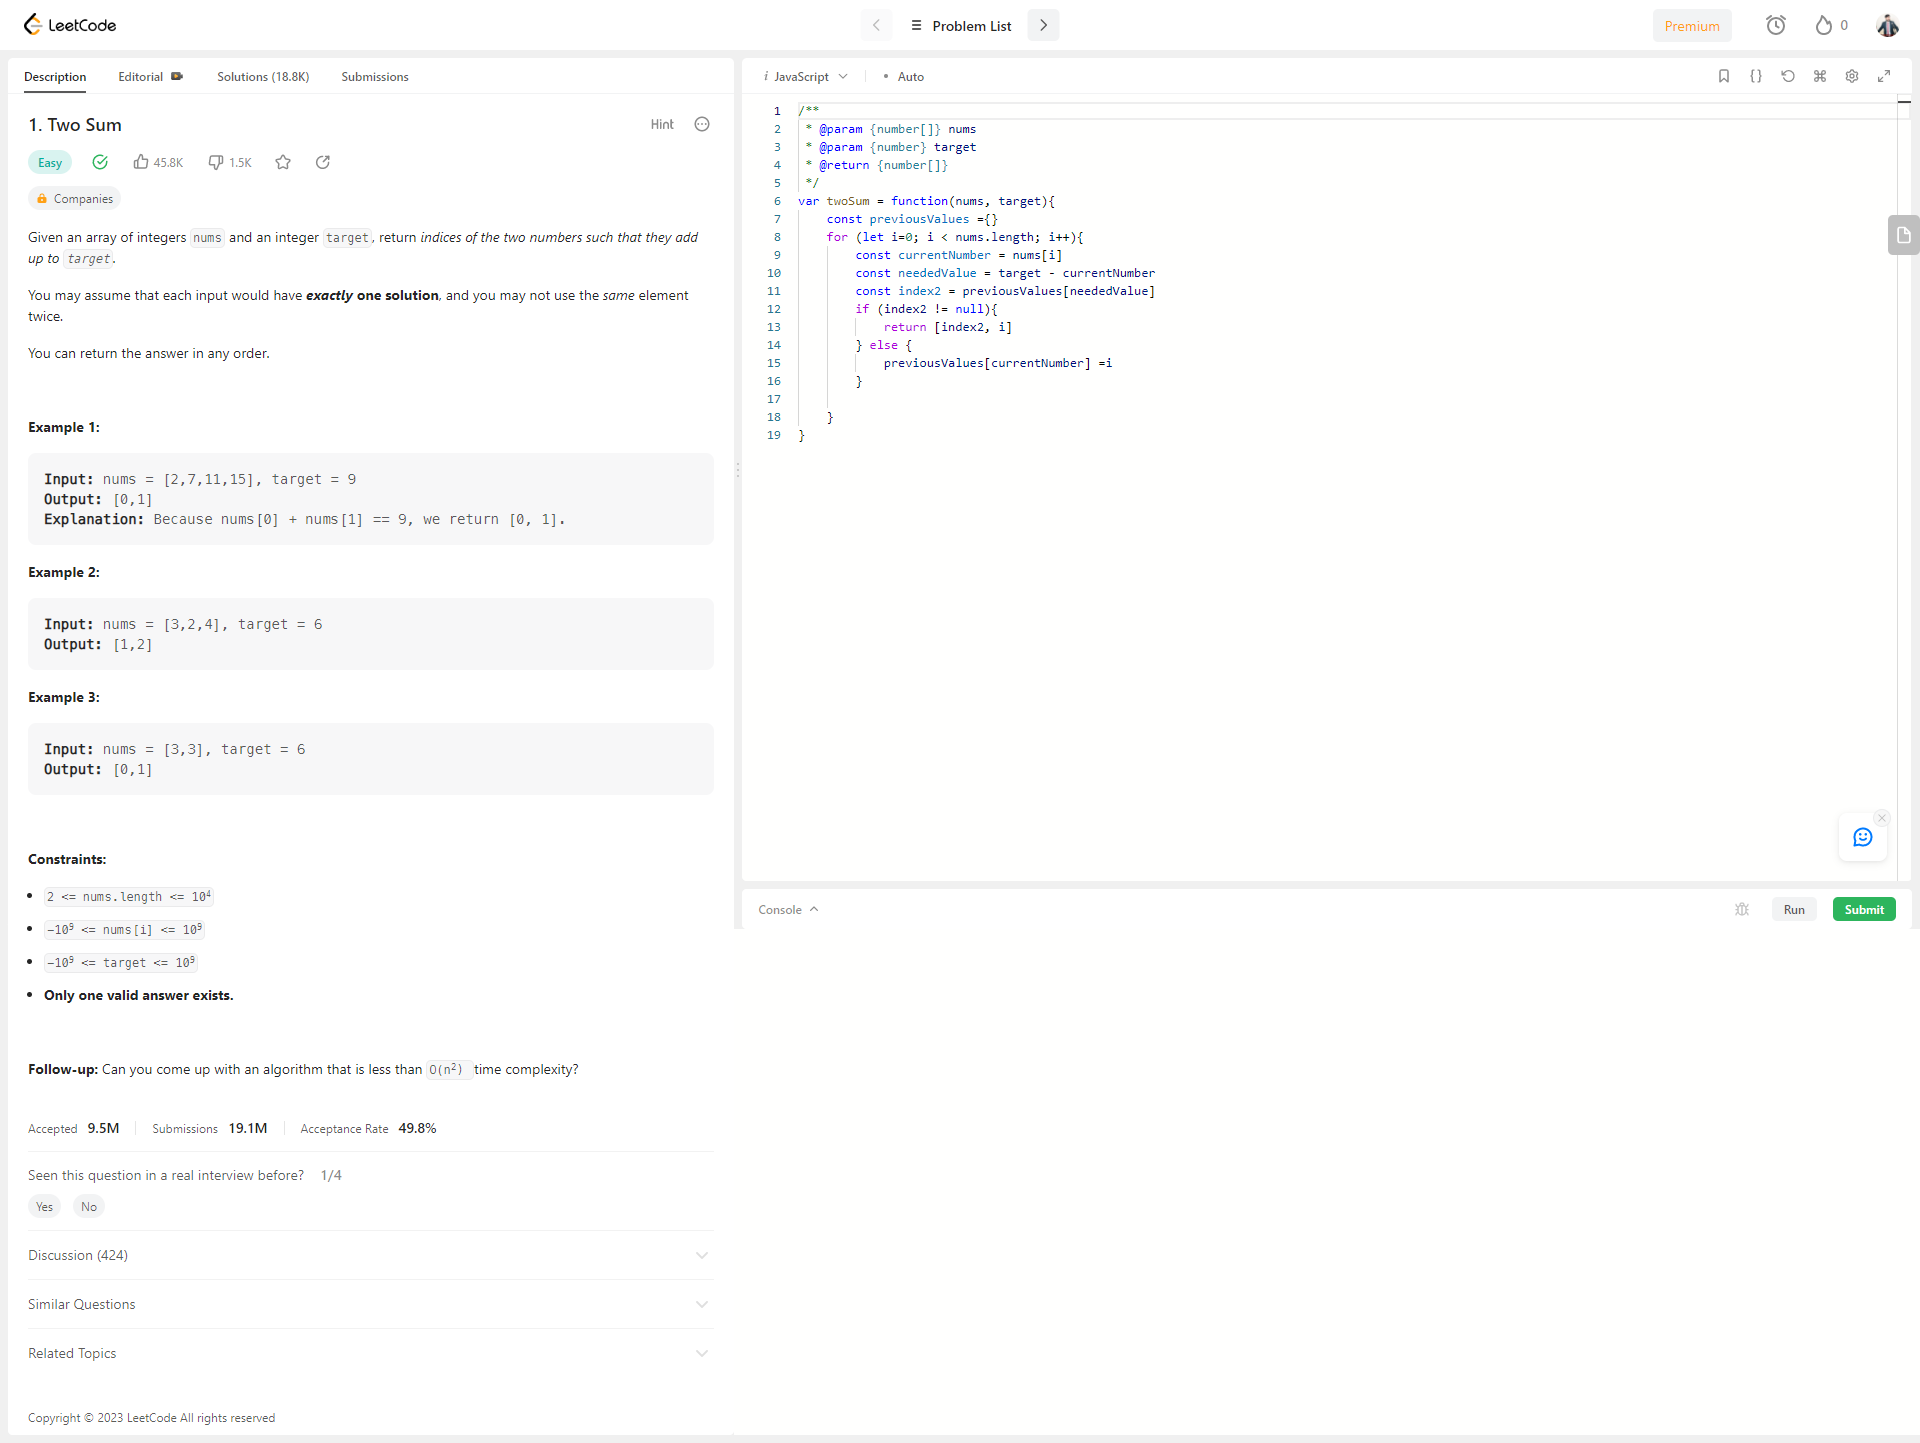 LeetCode
Problem List
Premium
0
Description
Editorial
Solutions (18.8K)
Submissions
1. Two Sum
Hint
Easy
45.8K
1.5K
Companies
Given an array of integers nums and an integer target, return indices of the two numbers such that they add
up to target.
You may assume that each input would have exactly one solution, and you may not use the same element
twice.
You can return the answer in any order.
Example 1:
Input: nums = [2,7,11,15], target = 9
Output: [0,1]
Explanation: Because nums[0] + nums[1] == 9, we return [0, 1].
Example 2:
Input: nums = [3,2,4], target = 6
Output: [1,2]
Example 3:
Input: nums = [3,3], target = 6
Output: [0,1]
Constraints:
• 2 <= nums.length <= 10⁴
• -10⁹ <= nums[i] <= 10⁹
• -10⁹ <= target <= 10⁹
• Only one valid answer exists.
Follow-up: Can you come up with an algorithm that is less than O(n²) time complexity?
Accepted 9.5M
Submissions 19.1M
Acceptance Rate 49.8%
Seen this question in a real interview before? 1/4
Yes
No
Discussion (424)
Similar Questions
Related Topics
Copyright © 2023 LeetCode All rights reserved
i JavaScript
• Auto
1 /**
2 * @param {number[]} nums
3 * @param {number} target
4 * @return {number[]}
5 */
6 var twoSum = function(nums, target){
7 const previousValues ={}
8 for (let i=0; i < nums.length; i++){
9 const currentNumber = nums[i]
10 const neededValue = target - currentNumber
11 const index2 = previousValues[neededValue]
12 if (index2 != null){
13 return [index2, i]
14 } else {
15 previousValues[currentNumber] =i
16 }
17
18 }
19 }
Console
Run
Submit